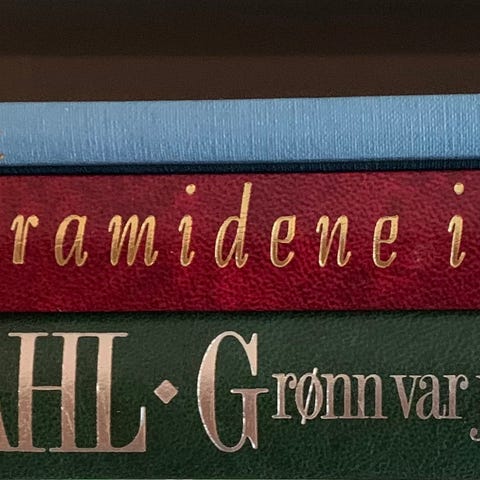 ramidene i
AHL · Grønn var j